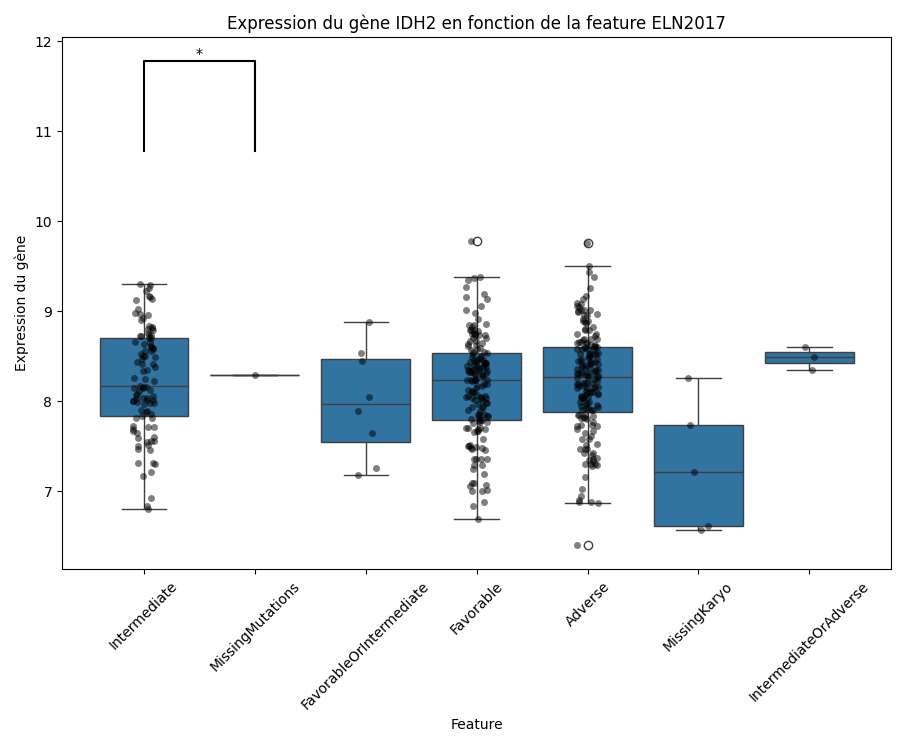 Expression du gène IDH2 en fonction de la feature ELN2017
*
Expression du gène
12
11
10
9
8
7
Intermediate
MissingMutations
FavorableOrIntermediate
Favorable
Adverse
MissingKaryo
IntermediateOrAdverse
Feature